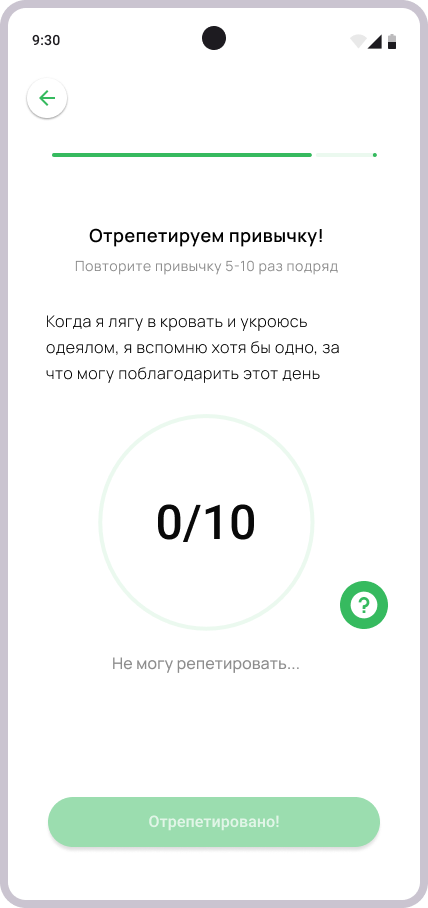 9:30
Отрепетируем привычку!
Повторите привычку 5-10 раз подряд
Когда я лягу в кровать и укроюсь
одеялом, я вспомню хотя бы одно, за
что могу поблагодарить этот день
0/10
?
Не могу репетировать...
Отрепетировано!